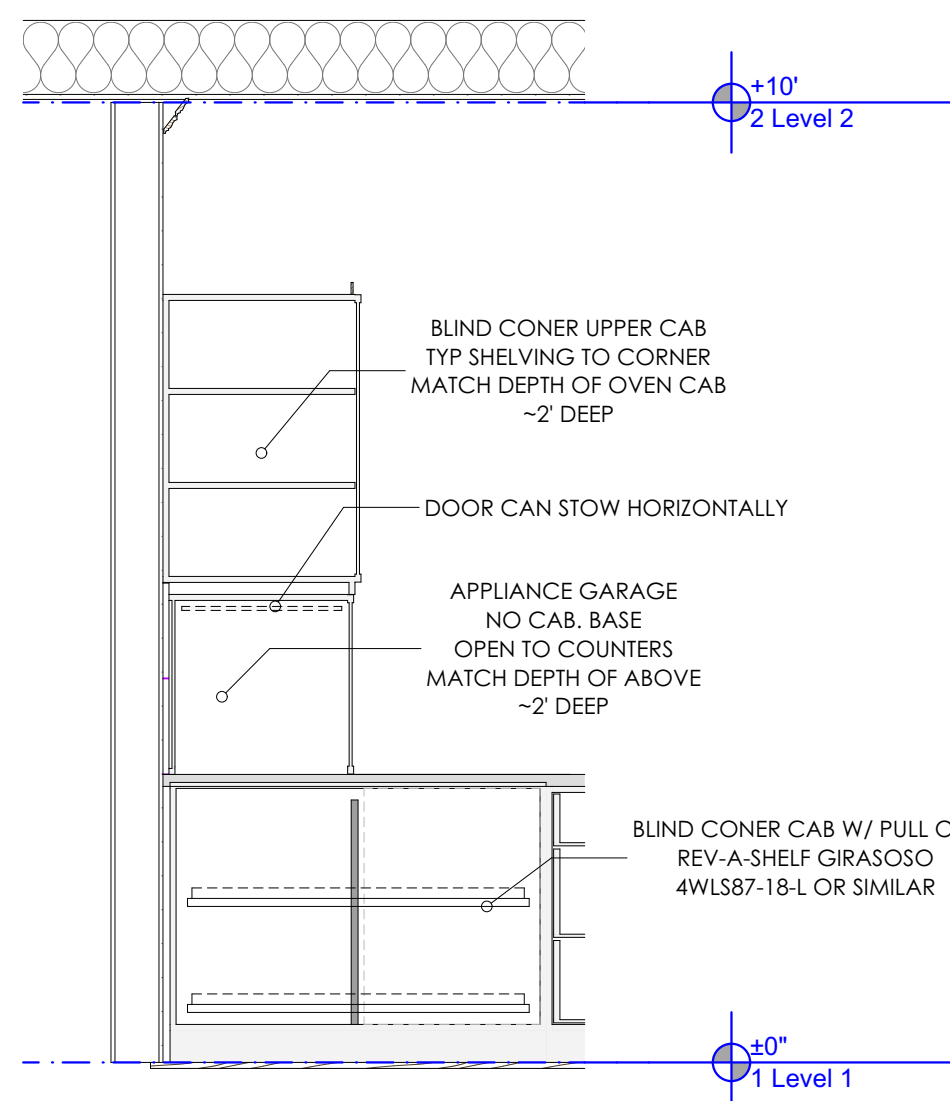 +10'
2 Level 2
BLIND CONER UPPER CAB
TYP SHELVING TO CORNER
MATCH DEPTH OF OVEN CAB
~2' DEEP
DOOR CAN STOW HORIZONTALLY
APPLIANCE GARAGE
NO CAB. BASE
OPEN TO COUNTERS
MATCH DEPTH OF ABOVE
~2' DEEP
BLIND CONER CAB W/ PULL
REV-A-SHELF GIRASOSO
4WLS87-18-L OR SIMILAR
±0"
1 Level 1